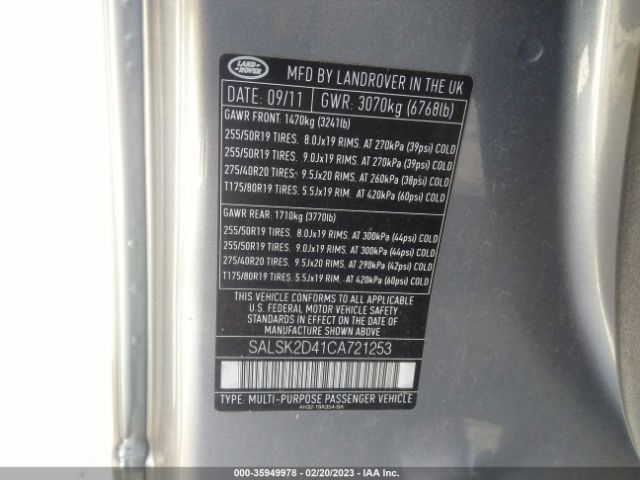 LAND ROVER
MFD BY LANDROVER IN THE UK
DATE: 09/11 GWR: 3070kg (6768lb)
GAWR FRONT: 1470kg (3241lb)
255/50R19 TIRES. 8.0Jx19 RIMS. AT 270kPa (39psi) COLD
255/50R19 TIRES. 9.0Jx19 RIMS. AT 270kPa (39psi) COLD
275/40R20 TIRES: 9.5Jx20 RIMS. AT 260kPa (38psi) COLD
T175/80R19 TIRES. 5.5Jx19 RIM. AT 420kPa (60psi) COLD
GAWR REAR: 1710kg (3770lb)
255/50R19 TIRES. 8.0Jx19 RIMS. AT 300kPa (44psi) COLD
255/50R19 TIRES. 9.0Jx19 RIMS. AT 300kPa (44psi) COLD
275/40R20 TIRES. 9.5Jx20 RIMS. AT 290kPa (42psi) COLD
T175/80R19 TIRES. 5.5Jx19 RIM. AT 420kPa (60psi) COLD
THIS VEHICLE CONFORMS TO ALL APPLICABLE
U.S. FEDERAL MOTOR VEHICLE SAFETY
STANDARDS IN EFFECT ON THE DATE OF
MANUFACTURE SHOWN ABOVE.
SALSK2D41CA721253
TYPE: MULTI-PURPOSE PASSENGER VEHICLE
AH32-19A354-BA
000-35949978 - 02/20/2023 - IAA Inc.